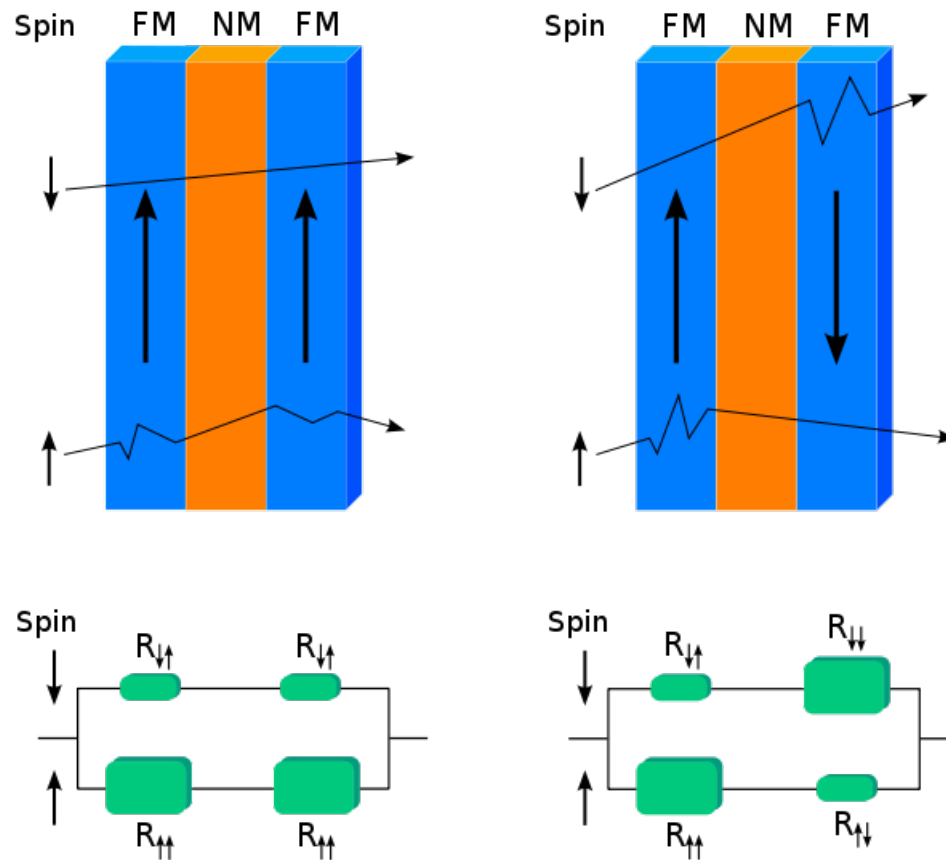 Spin FM NM FM
Spin FM NM FM
Spin
R↓↑ R↓↑
R↑↑ R↑↑
Spin
R↓↑ R↓↓
R↑↑ R↑↓